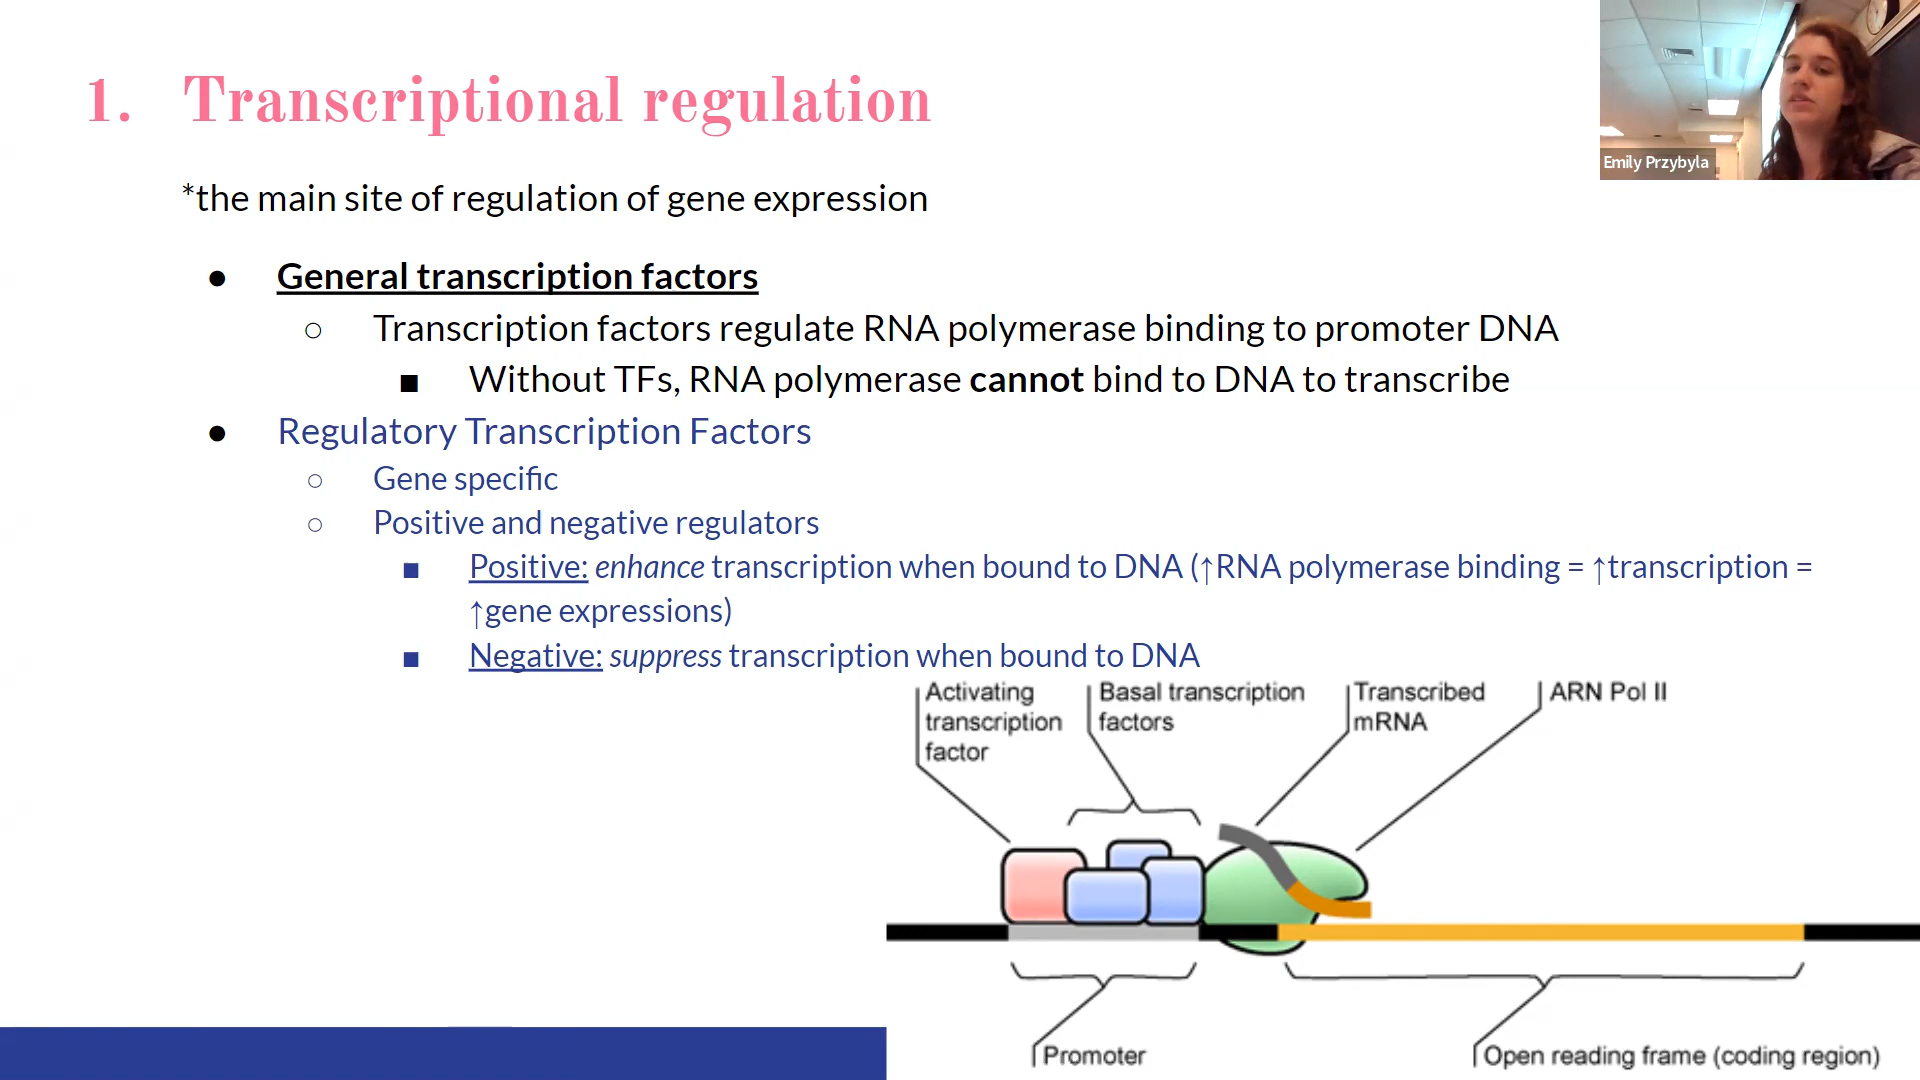 1. Transcriptional regulation
Emily Przybyla
*the main site of regulation of gene expression
● General transcription factors
○ Transcription factors regulate RNA polymerase binding to promoter DNA
■ Without TFs, RNA polymerase cannot bind to DNA to transcribe
● Regulatory Transcription Factors
○ Gene specific
○ Positive and negative regulators
■ Positive: enhance transcription when bound to DNA (↑RNA polymerase binding = ↑transcription =
↑gene expressions)
■ Negative: suppress transcription when bound to DNA
Activating
transcription
factor
Basal transcription
factors
Transcribed
mRNA
ARN Pol II
Promoter
Open reading frame (coding region)